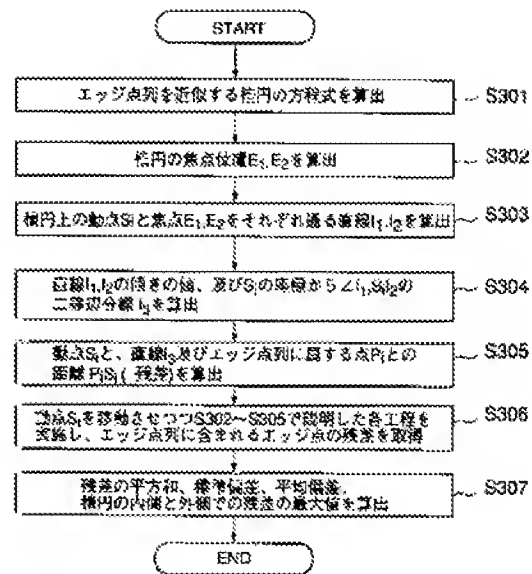 START
エッジ点列を近似する楕円の方程式を算出
S301
楕円の焦点位置E1,E2を算出
S302
楕円上の動点Siと焦点E1,E2をそれぞれ通る直線l1,l2を算出
S303
直線l1,l2の傾きの値、及びSiの座標から∠l1,Si,l2の
二等辺分線l3を算出
S304
動点Siと、直線l3及びエッジ点列に属する点Piとの
距離PiSi(残差)を算出
S305
動点Siを移動させつつS302~S305で説明した各工程を
実施し、エッジ点列に含まれるエッジ点の残差を取得
S306
残差の平方和、標準偏差、平均偏差、
楕円の内側と外側での残差の最大値を算出
S307
END